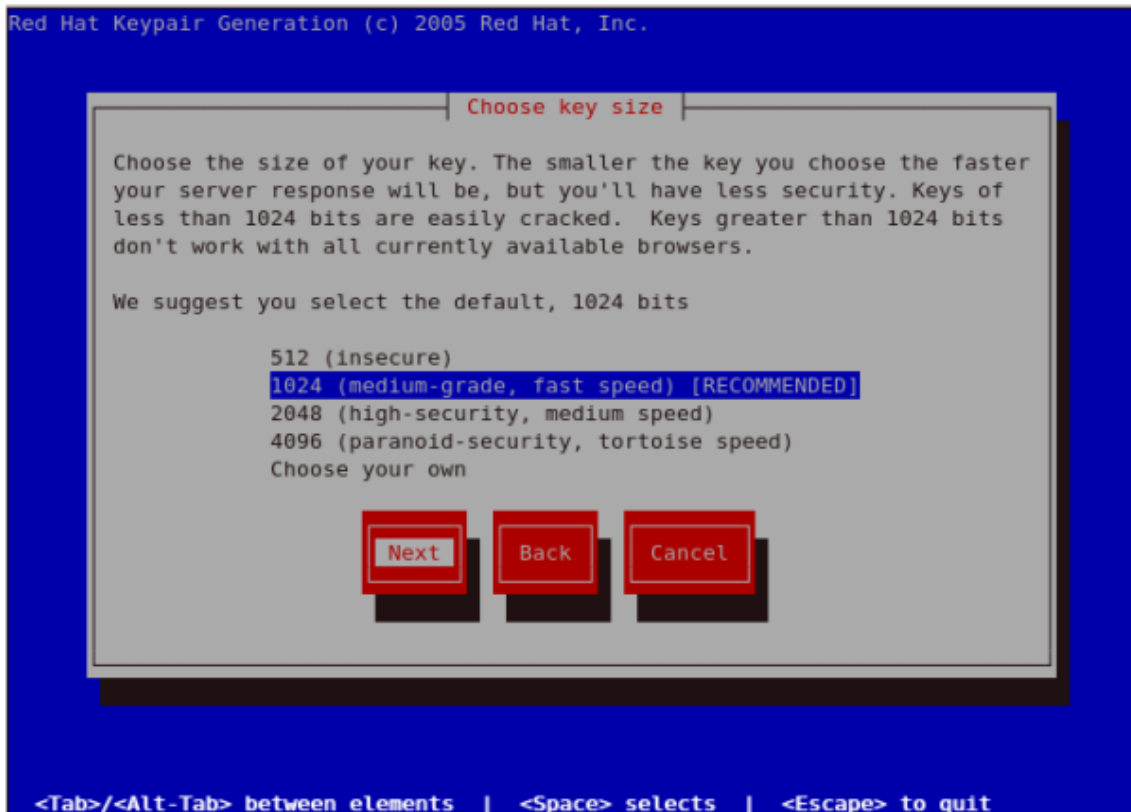 Red Hat Keypair Generation (c) 2005 Red Hat, Inc.
Choose key size
Choose the size of your key. The smaller the key you choose the faster
your server response will be, but you'll have less security. Keys of
less than 1024 bits are easily cracked.  Keys greater than 1024 bits
don't work with all currently available browsers.
We suggest you select the default, 1024 bits
512 (insecure)
1024 (medium-grade, fast speed) [RECOMMENDED]
2048 (high-security, medium speed)
4096 (paranoid-security, tortoise speed)
Choose your own
Next Back Cancel
<Tab>/<Alt-Tab> between elements | <Space> selects | <Escape> to quit